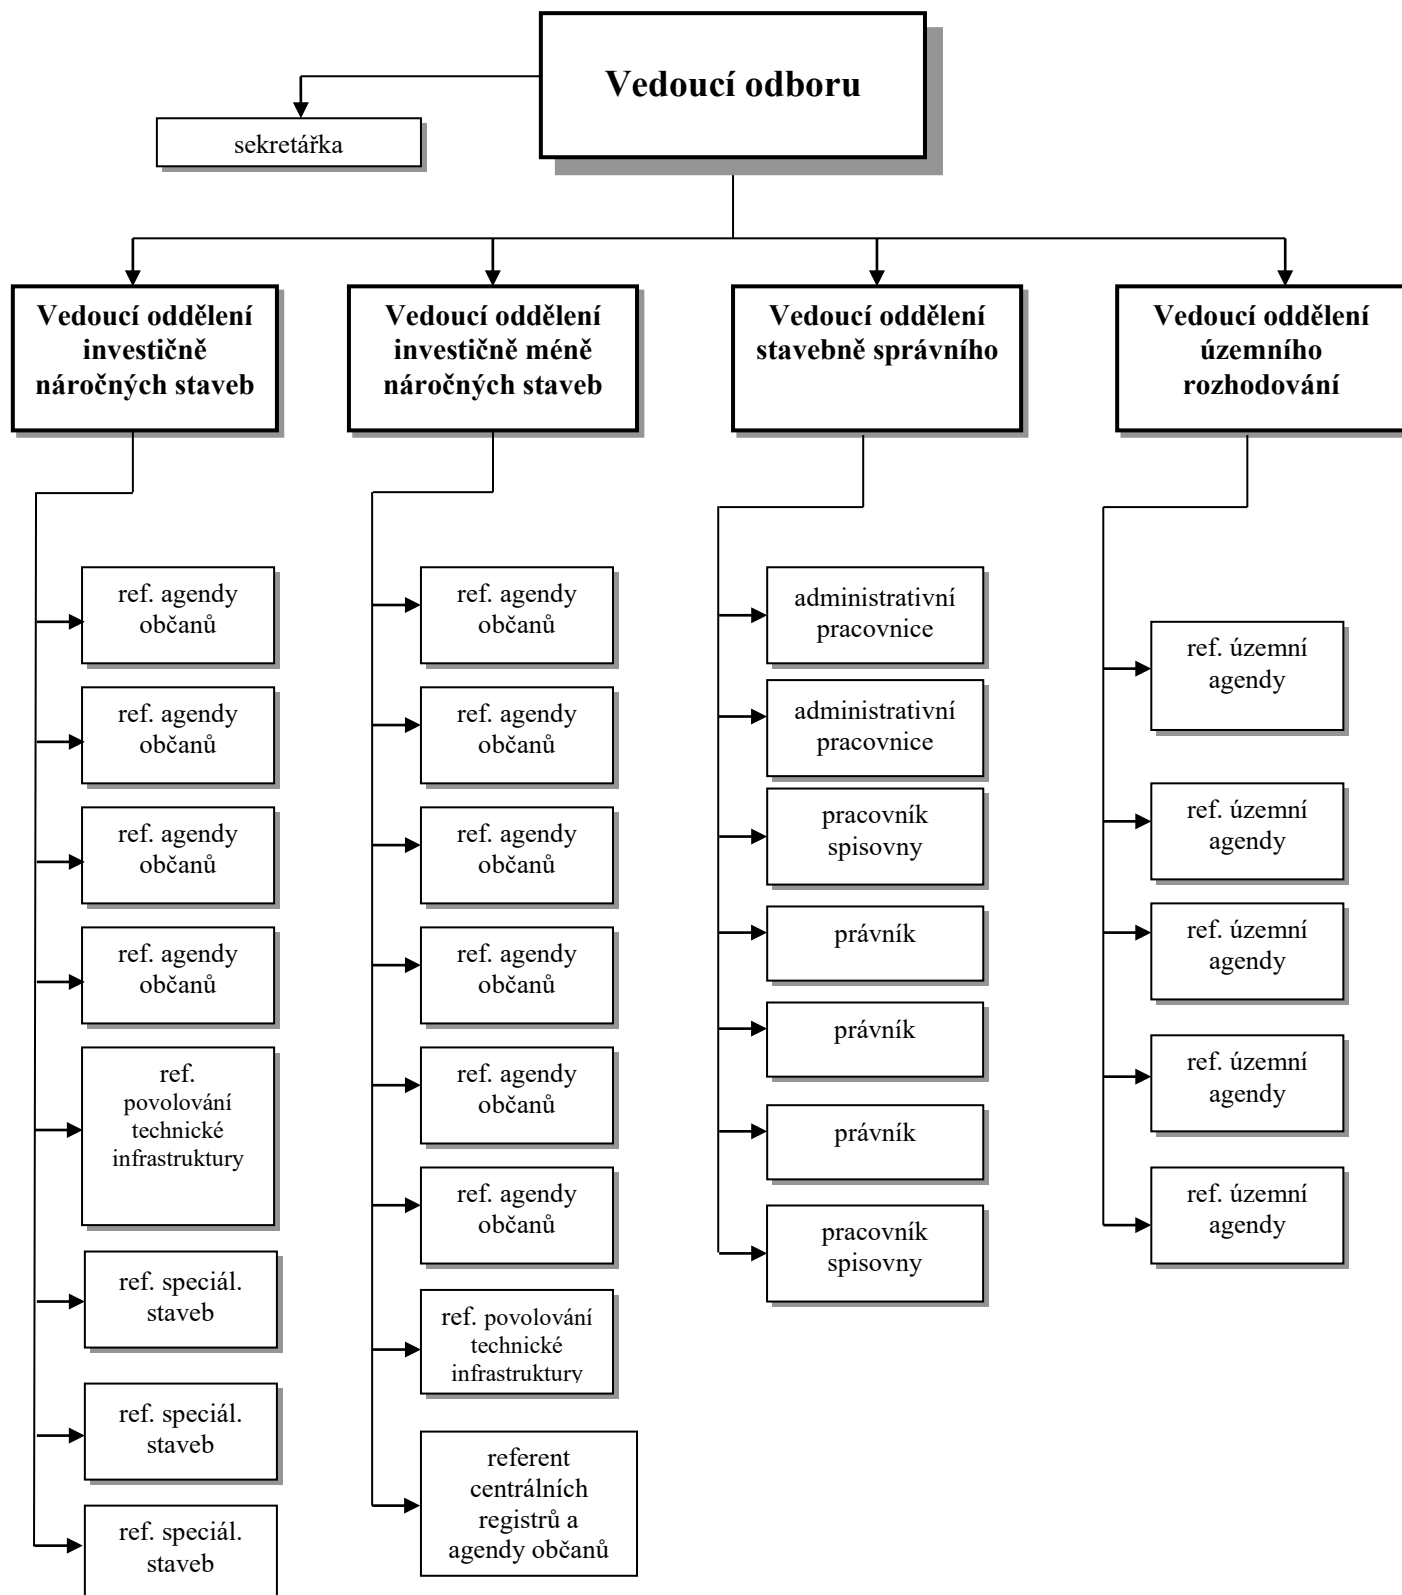 Vedoucí odboru
sekretářka
Vedoucí oddělení
investičně
náročných staveb
Vedoucí oddělení
investičně méně
náročných staveb
Vedoucí oddělení
stavebně správního
Vedoucí oddělení
územního
rozhodování
ref. agendy
občanů
ref. agendy
občanů
ref. agendy
občanů
ref. agendy
občanů
ref.
povolování
technické
infrastruktury
ref. speciál.
staveb
ref. speciál.
staveb
ref. speciál.
staveb
ref. agendy
občanů
ref. agendy
občanů
ref. agendy
občanů
ref. agendy
občanů
ref. agendy
občanů
ref. agendy
občanů
ref. povolování
technické
infrastruktury
referent
centrálních
registrů a
agendy občanů
administrativní
pracovnice
administrativní
pracovnice
pracovník
spisovny
právník
právník
právník
pracovník
spisovny
ref. územní
agendy
ref. územní
agendy
ref. územní
agendy
ref. územní
agendy
ref. územní
agendy